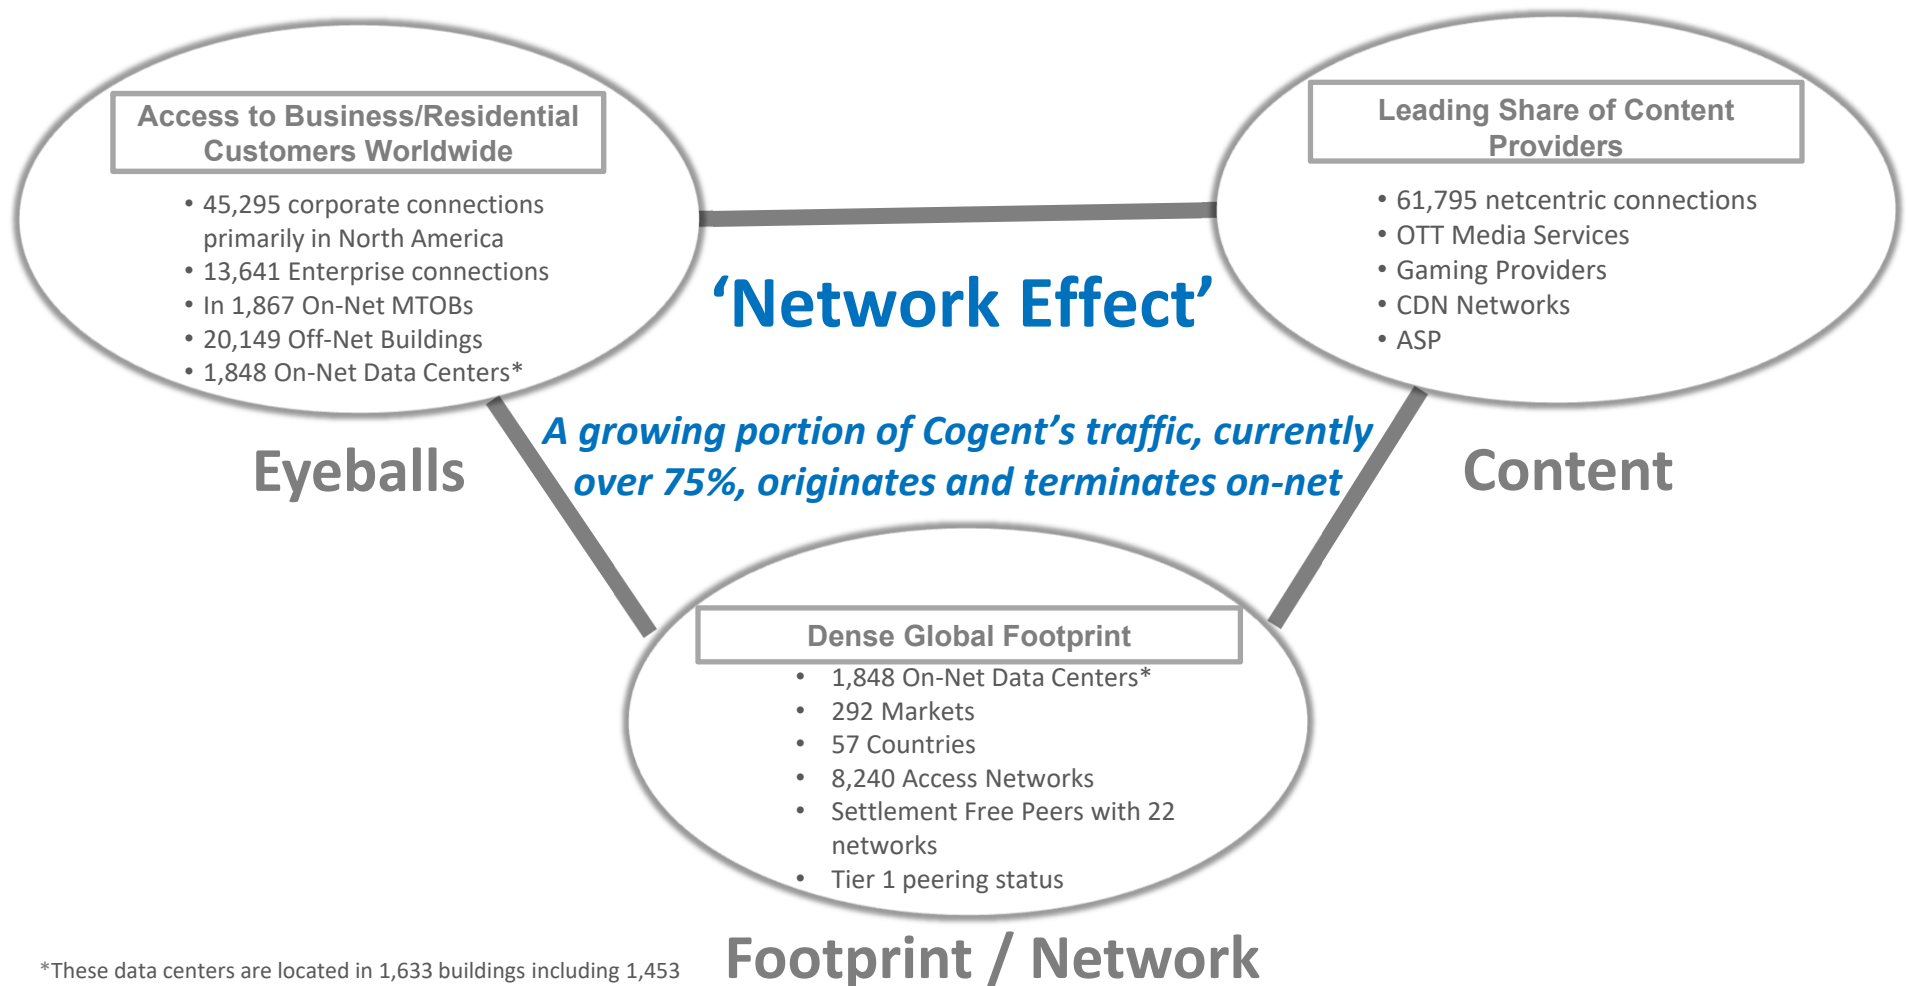 Access to Business/Residential
Customers Worldwide
• 45,295 corporate connections
primarily in North America
• 13,641 Enterprise connections
• In 1,867 On-Net MTOBs
• 20,149 Off-Net Buildings
• 1,848 On-Net Data Centers*
Eyeballs
Leading Share of Content
Providers
• 61,795 netcentric connections
• OTT Media Services
• Gaming Providers
• CDN Networks
• ASP
Content
‘Network Effect’
A growing portion of Cogent’s traffic, currently
over 75%, originates and terminates on-net
Dense Global Footprint
• 1,848 On-Net Data Centers*
• 292 Markets
• 57 Countries
• 8,240 Access Networks
• Settlement Free Peers with 22
networks
• Tier 1 peering status
Footprint / Network
*These data centers are located in 1,633 buildings including 1,453